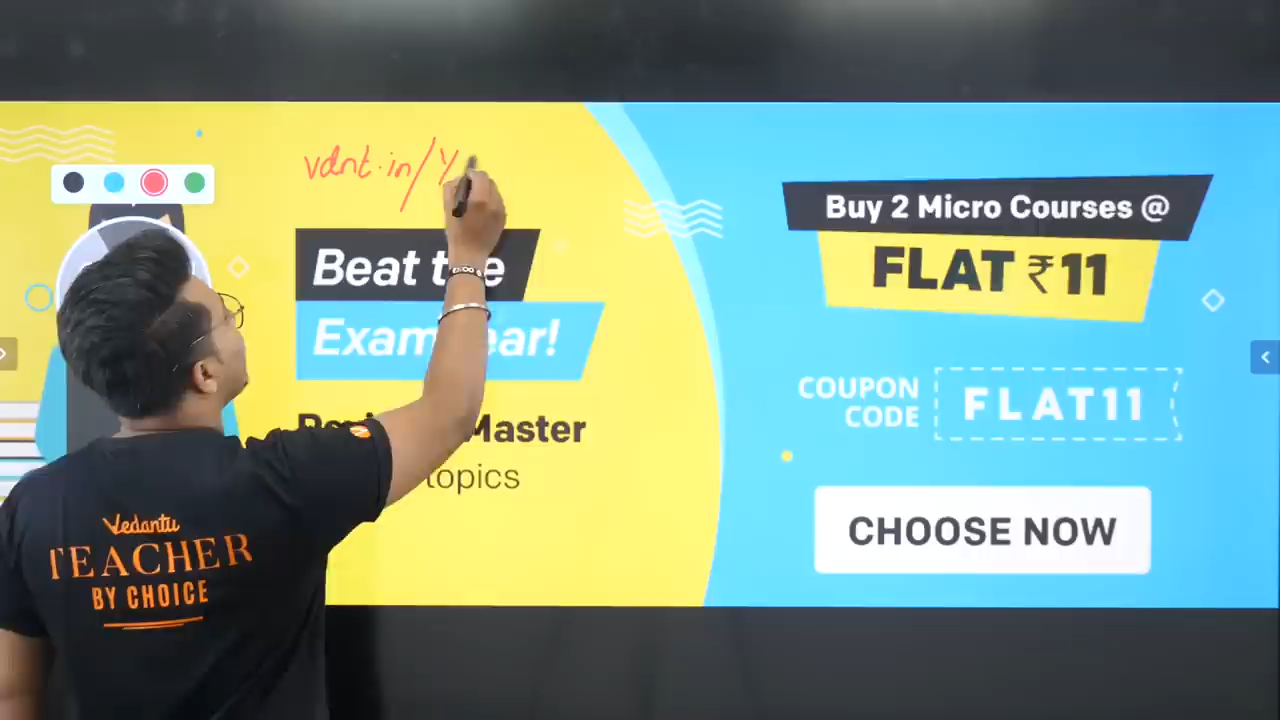 vdnt.in/Y
Beat
Exam ear!
Master
topics
Buy 2 Micro Courses @
FLAT ₹11
COUPON
CODE
FLAT11
CHOOSE NOW
Vedantu
TEACHER
BY CHOICE